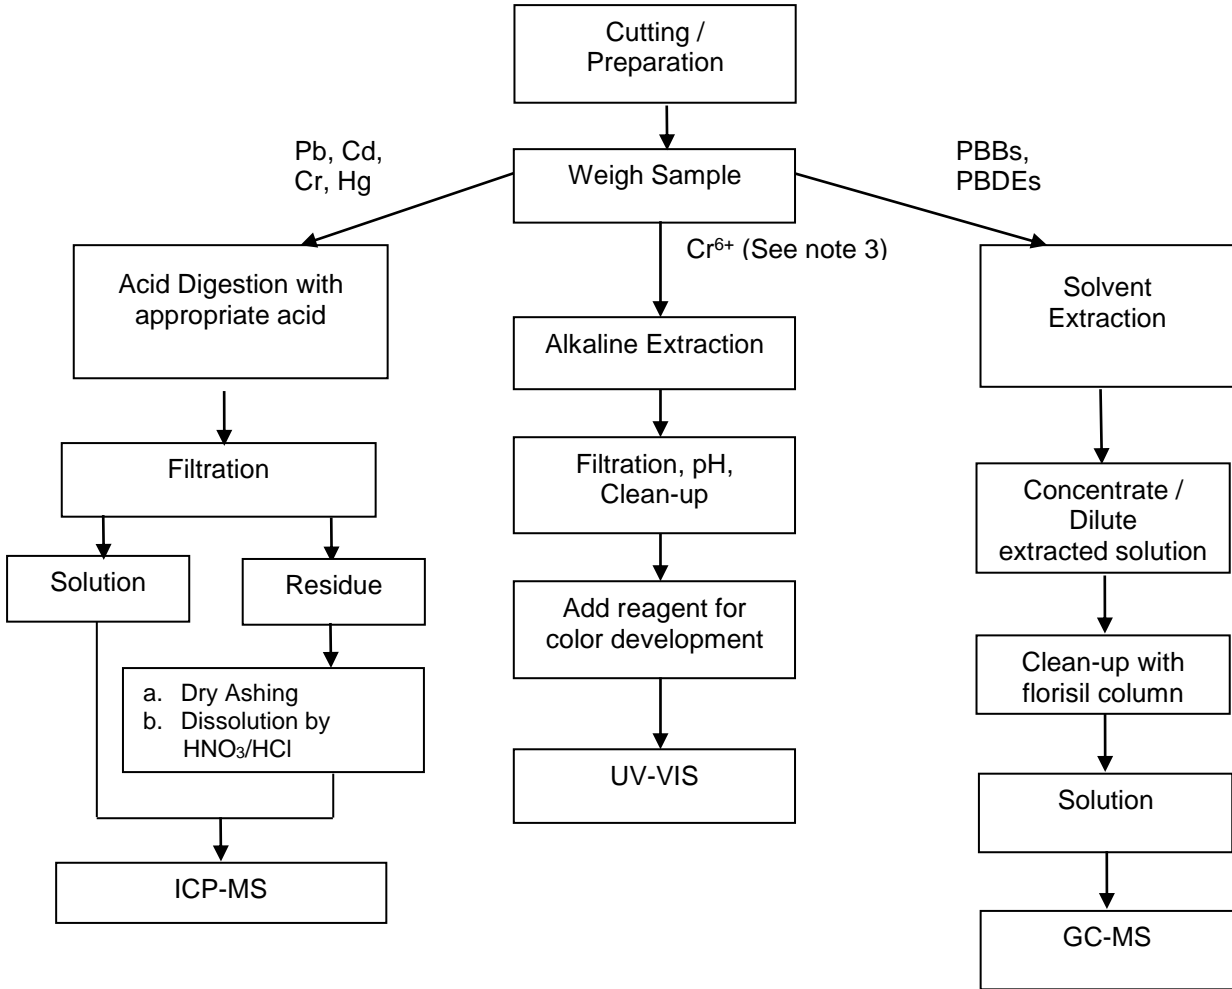 Cutting /
Preparation
Pb, Cd,
Cr, Hg
Weigh Sample
PBBs,
PBDEs
Cr⁶⁺ (See note 3)
Acid Digestion with
appropriate acid
Solvent
Extraction
Alkaline Extraction
Filtration
Filtration, pH,
Clean-up
Concentrate /
Dilute
extracted solution
Solution
Residue
Add reagent for
color development
a. Dry Ashing
b. Dissolution by
HNO₃/HCl
Clean-up with
florisil column
UV-VIS
Solution
ICP-MS
GC-MS